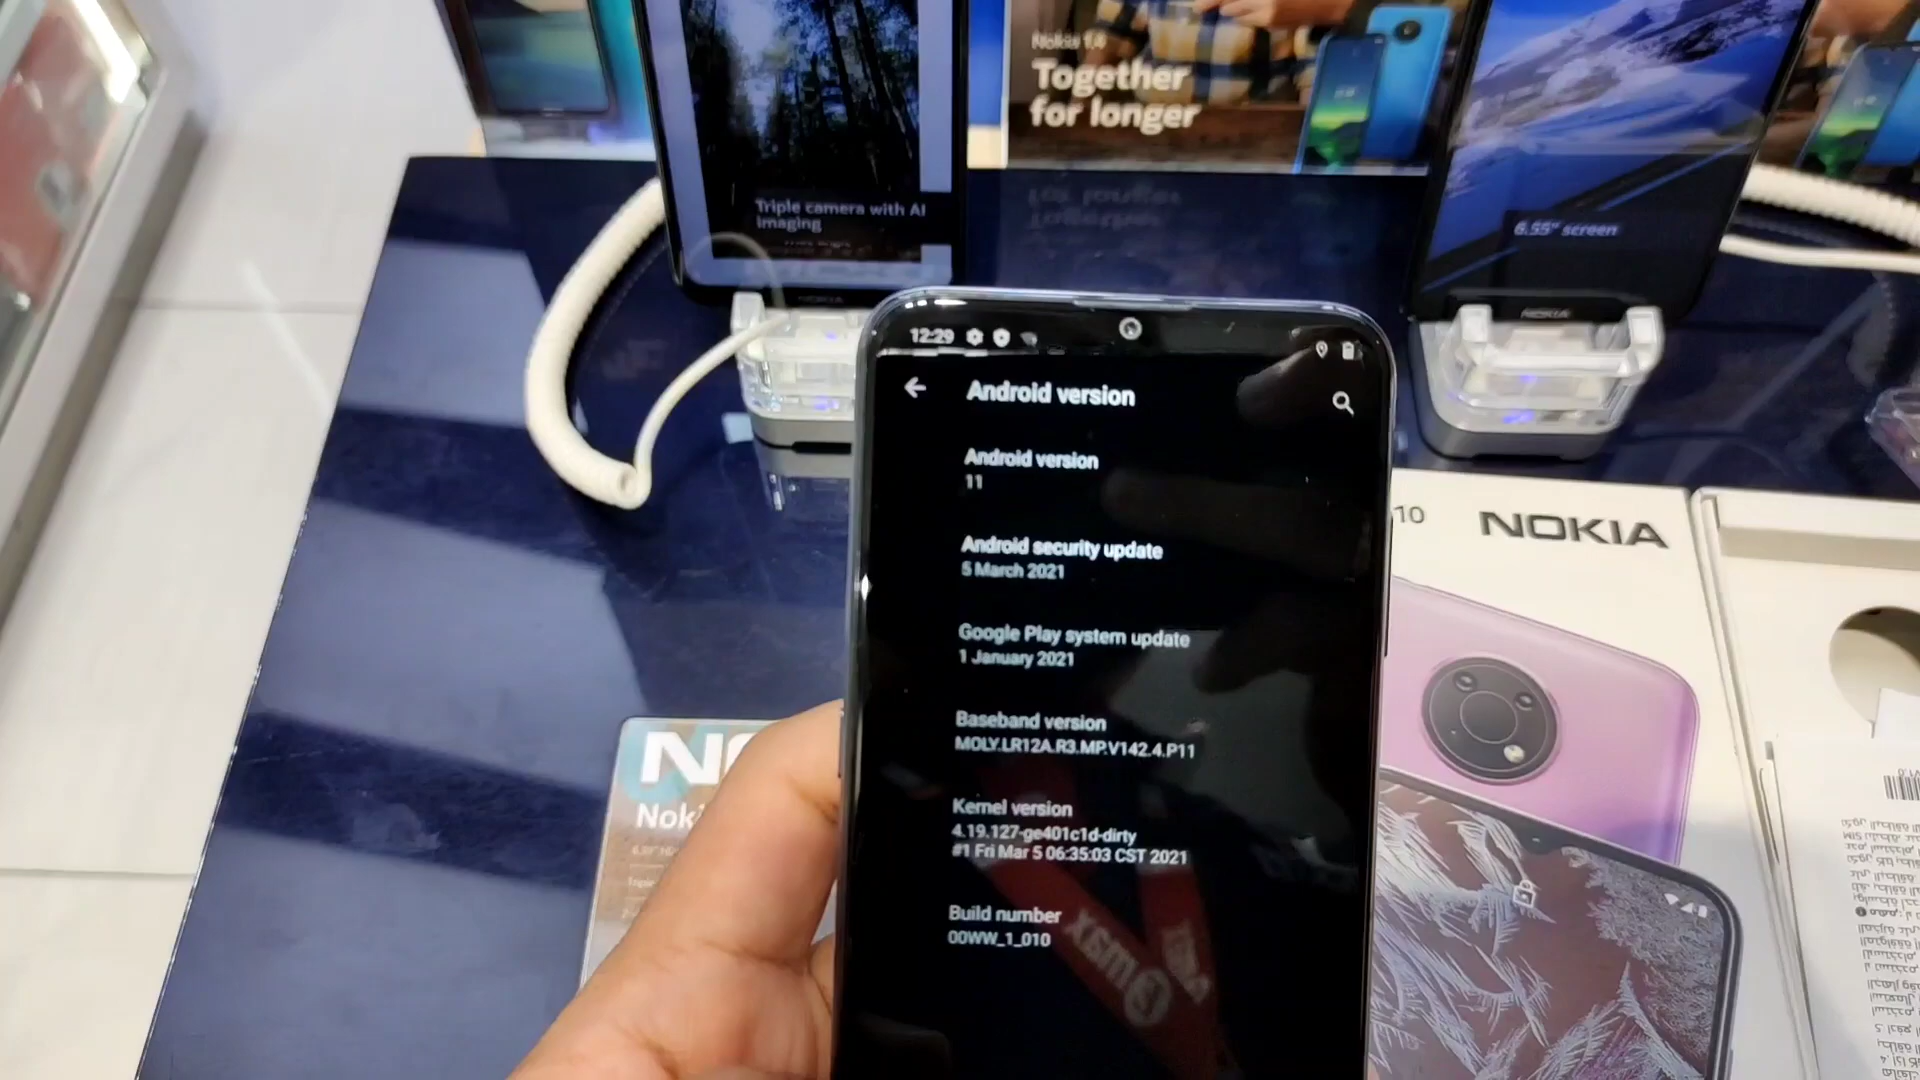 Nokia 1.4
Together
for longer
Triple camera with AI
imaging
NOKIA
6.55" screen
NOKIA
12:29
Android version
Android version
11
Android security update
5 March 2021
Google Play system update
1 January 2021
Baseband version
MOLY.LR12A.R3.MP.V142.4.P11
Kernel version
4.19.127-ge401c1d-dirty
#1 Fri Mar 5 06:35:03 CST 2021
Build number
00WW_1_010
10
NOKIA